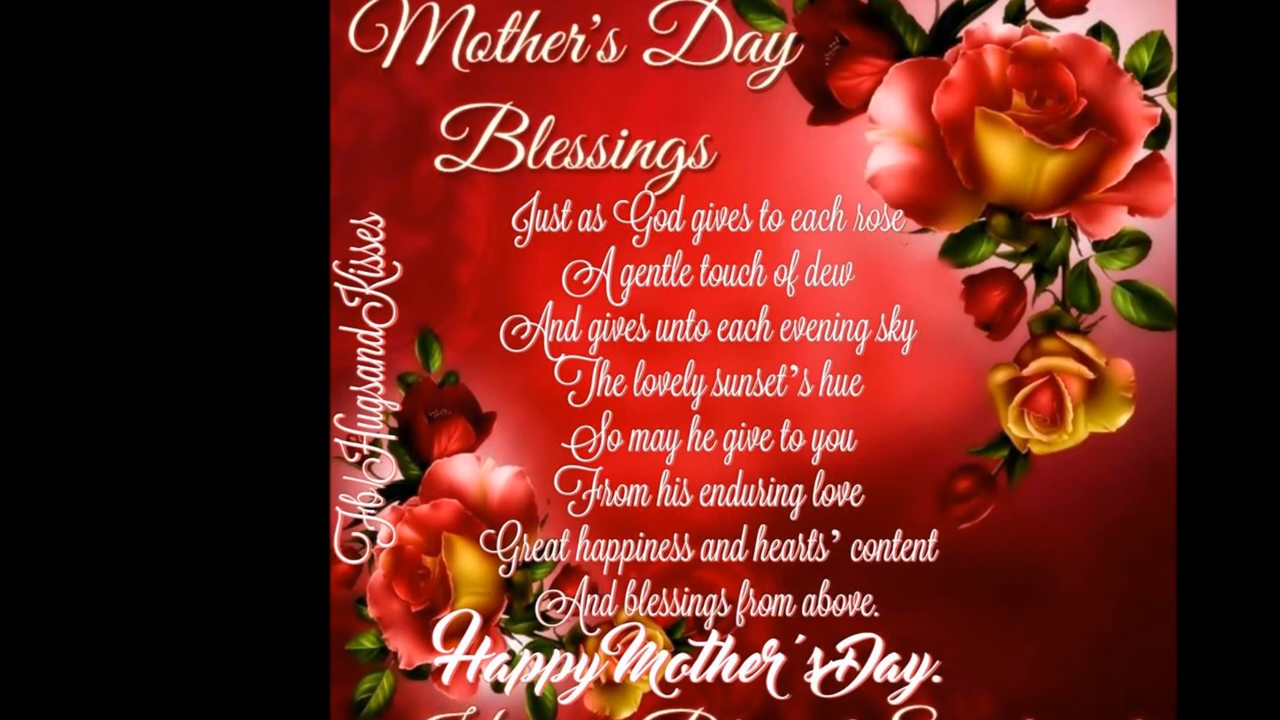 Mother's Day
Blessings
Just as God gives to each rose
A gentle touch of dew
And gives unto each evening sky
The lovely sunset's hue
So may he give to you
From his enduring love
Great happiness and hearts' content
And blessings from above.
Happy Mother's Day.
Fb/HugsandKisses